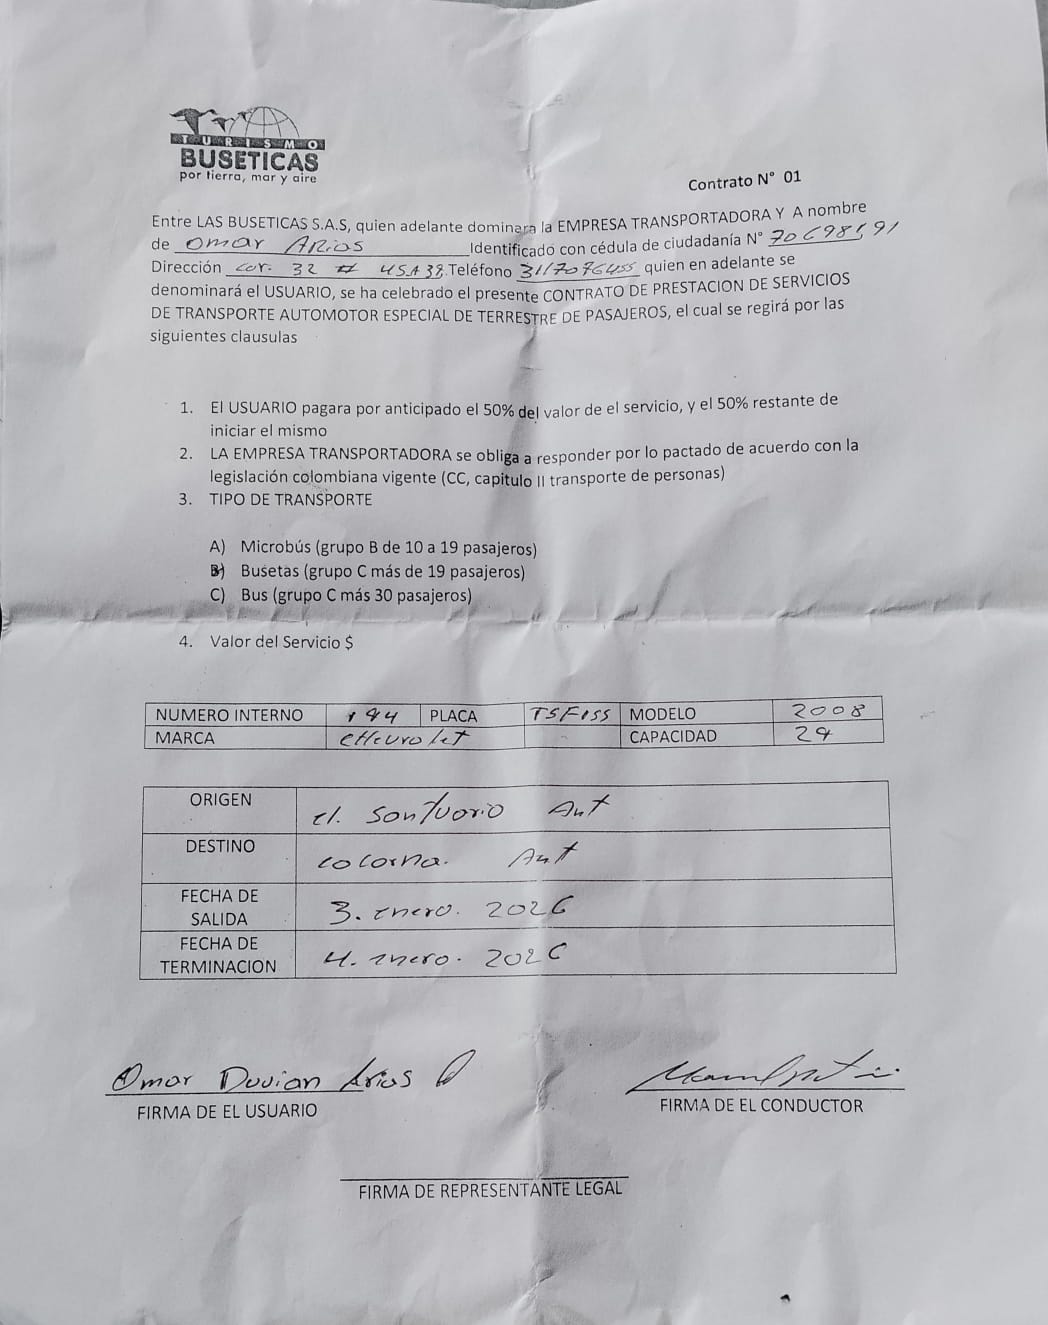 TURISMO
BUSETICAS
por tierra, mar y aire
Contrato N° 01
Entre LAS BUSETICAS S.A.S, quien adelante dominara la EMPRESA TRANSPORTADORA Y A nombre
de Omar ARios Identificado con cédula de ciudadanía N°
Dirección car. 32 # 45A38 Teléfono 3117076455 quien en adelante se
denominará el USUARIO, se ha celebrado el presente CONTRATO DE PRESTACION DE SERVICIOS
DE TRANSPORTE AUTOMOTOR ESPECIAL DE TERRESTRE DE PASAJEROS, el cual se regirá por las
siguientes clausulas
1. El USUARIO pagara por anticipado el 50% del valor de el servicio, y el 50% restante de
iniciar el mismo
2. LA EMPRESA TRANSPORTADORA se obliga a responder por lo pactado de acuerdo con la
legislación colombiana vigente (CC, capitulo II transporte de personas)
3. TIPO DE TRANSPORTE
A) Microbús (grupo B de 10 a 19 pasajeros)
B) Busetas (grupo C más de 19 pasajeros)
C) Bus (grupo C más 30 pasajeros)
4. Valor del Servicio $
NUMERO INTERNO 194 PLACA TSF155 MODELO 2008
MARCA cHevrolet CAPACIDAD 24
ORIGEN el. Santuario Ant
DESTINO cocorna. Ant
FECHA DE
SALIDA 3. enero. 2026
FECHA DE
TERMINACION 4. enero. 2026
Omar Duvian Arios
FIRMA DE EL USUARIO
FIRMA DE EL CONDUCTOR
FIRMA DE REPRESENTANTE LEGAL